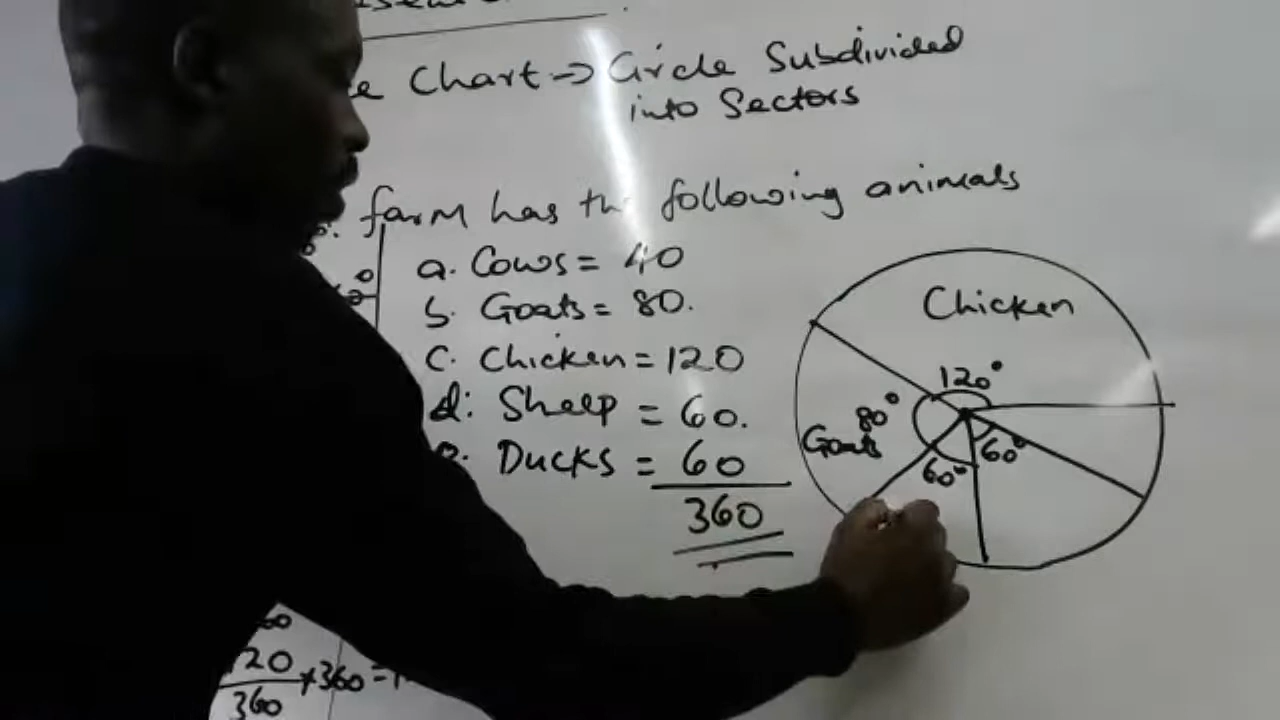 Chart → Circle Subdivided
into Sectors
farm has the following animals
a. Cows = 40
b. Goats = 80.
c. Chicken = 120
d: Sheep = 60.
Ducks = 60
360
Chicken
120°
80°
Goats
60°
60°
20
360
×360 =